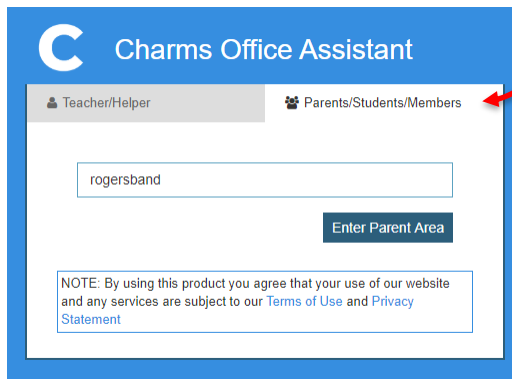 C Charms Office Assistant
Teacher/Helper
Parents/Students/Members
rogersband
Enter Parent Area
NOTE: By using this product you agree that your use of our website
and any services are subject to our Terms of Use and Privacy
Statement